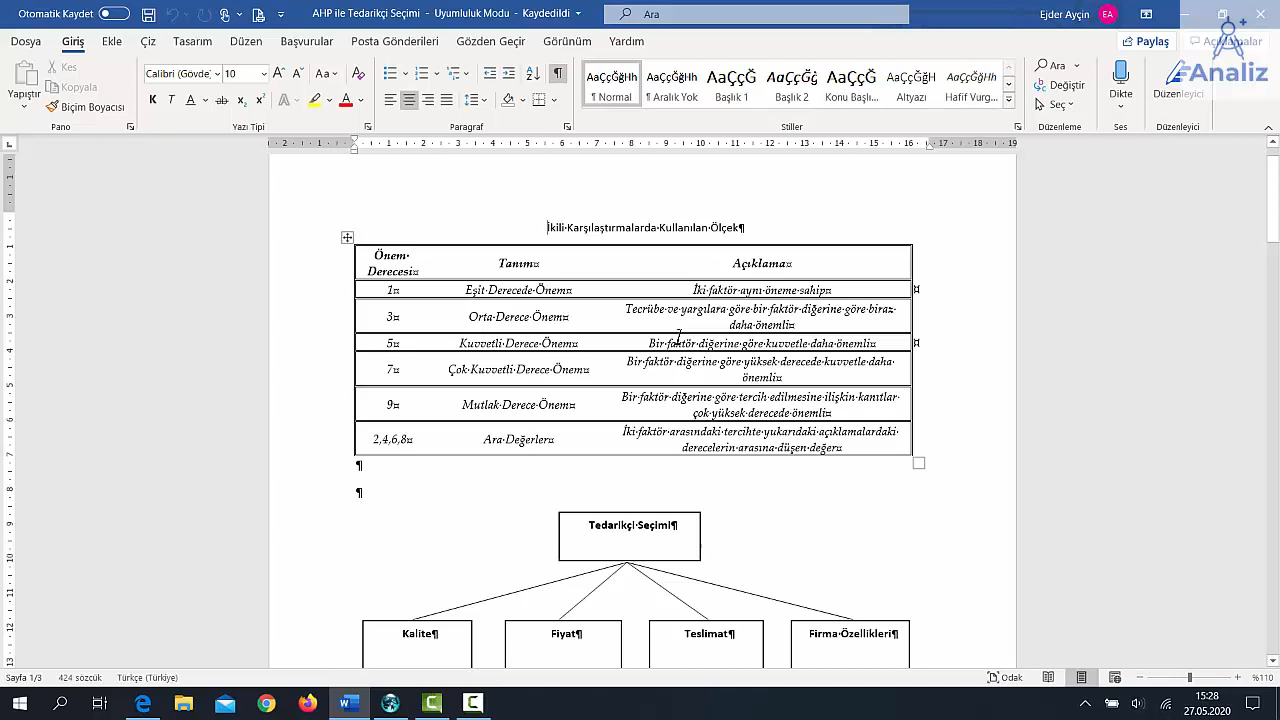 Otomatik Kaydet
AHP ile Tedarikçi Seçimi - Uyumluluk Modu - Kaydedildi
Ara
Ejder Ayçin
EA
Dosya Giriş Ekle Çiz Tasarım Düzen Başvurular Posta Gönderileri Gözden Geçir Görünüm Yardım
Paylaş
Açıklamalar
Analiz
Yapıştır
Kes
Kopyala
Biçim Boyacısı
Pano
Calibri (Gövde)
10
Yazı Tipi
Paragraf
AaÇçĞğHh AaÇçĞğHh AaÇçĞ AaÇçĞğ AaÇçĞ AaÇçĞğH AaÇçĞğHh
¶ Normal ¶ Aralık Yok Başlık 1 Başlık 2 Konu Başlı... Altyazı Hafif Vurg...
Stiller
Ara
Değiştir
Seç
Düzenleme
Dikte
Ses
Düzenleyici
Düzenleyici
İkili·Karşılaştırmalarda·Kullanılan·Ölçek¶
Önem·
Derecesi¤
Tanım¤
Açıklama¤
1¤ Eşit·Derecede·Önem¤ İki·faktör·aynı·öneme·sahip¤
3¤ Orta·Derece·Önem¤ Tecrübe·ve·yargılara·göre·bir·faktör·diğerine·göre·biraz·
daha·önemli¤
5¤ Kuvvetli·Derece·Önem¤ Bir·faktör·diğerine·göre·kuvvetle·daha·önemli¤
7¤ Çok·Kuvvetli·Derece·Önem¤ Bir·faktör·diğerine·göre·yüksek·derecede·kuvvetle·daha·
önemli¤
9¤ Mutlak·Derece·Önem¤ Bir·faktör·diğerine·göre·tercih·edilmesine·ilişkin·kanıtlar·
çok·yüksek·derecede·önemli¤
2,4,6,8¤ Ara·Değerler¤ İki·faktör·arasındaki·tercihte·yukarıdaki·açıklamalardaki·
derecelerin·arasına·düşen·değer¤
¶
¶
Tedarikçi·Seçimi¶
Kalite¶ Fiyat¶ Teslimat¶ Firma·Özellikleri¶
Sayfa 1/3 424 sözcük Türkçe (Türkiye)
Odak
%110
15:28
27.05.2020